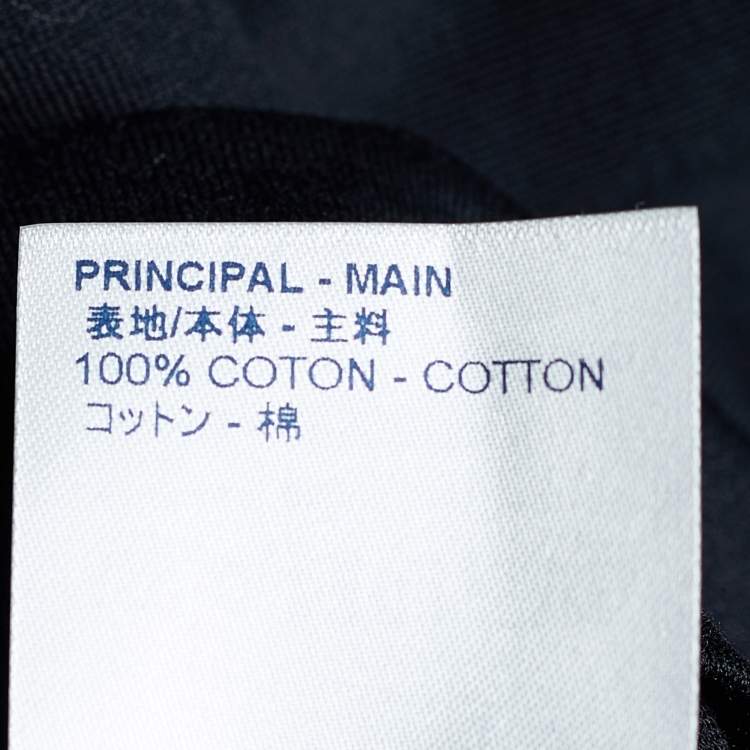 PRINCIPAL - MAIN
表地/本体 - 主料
100% COTON - COTTON
コットン - 棉